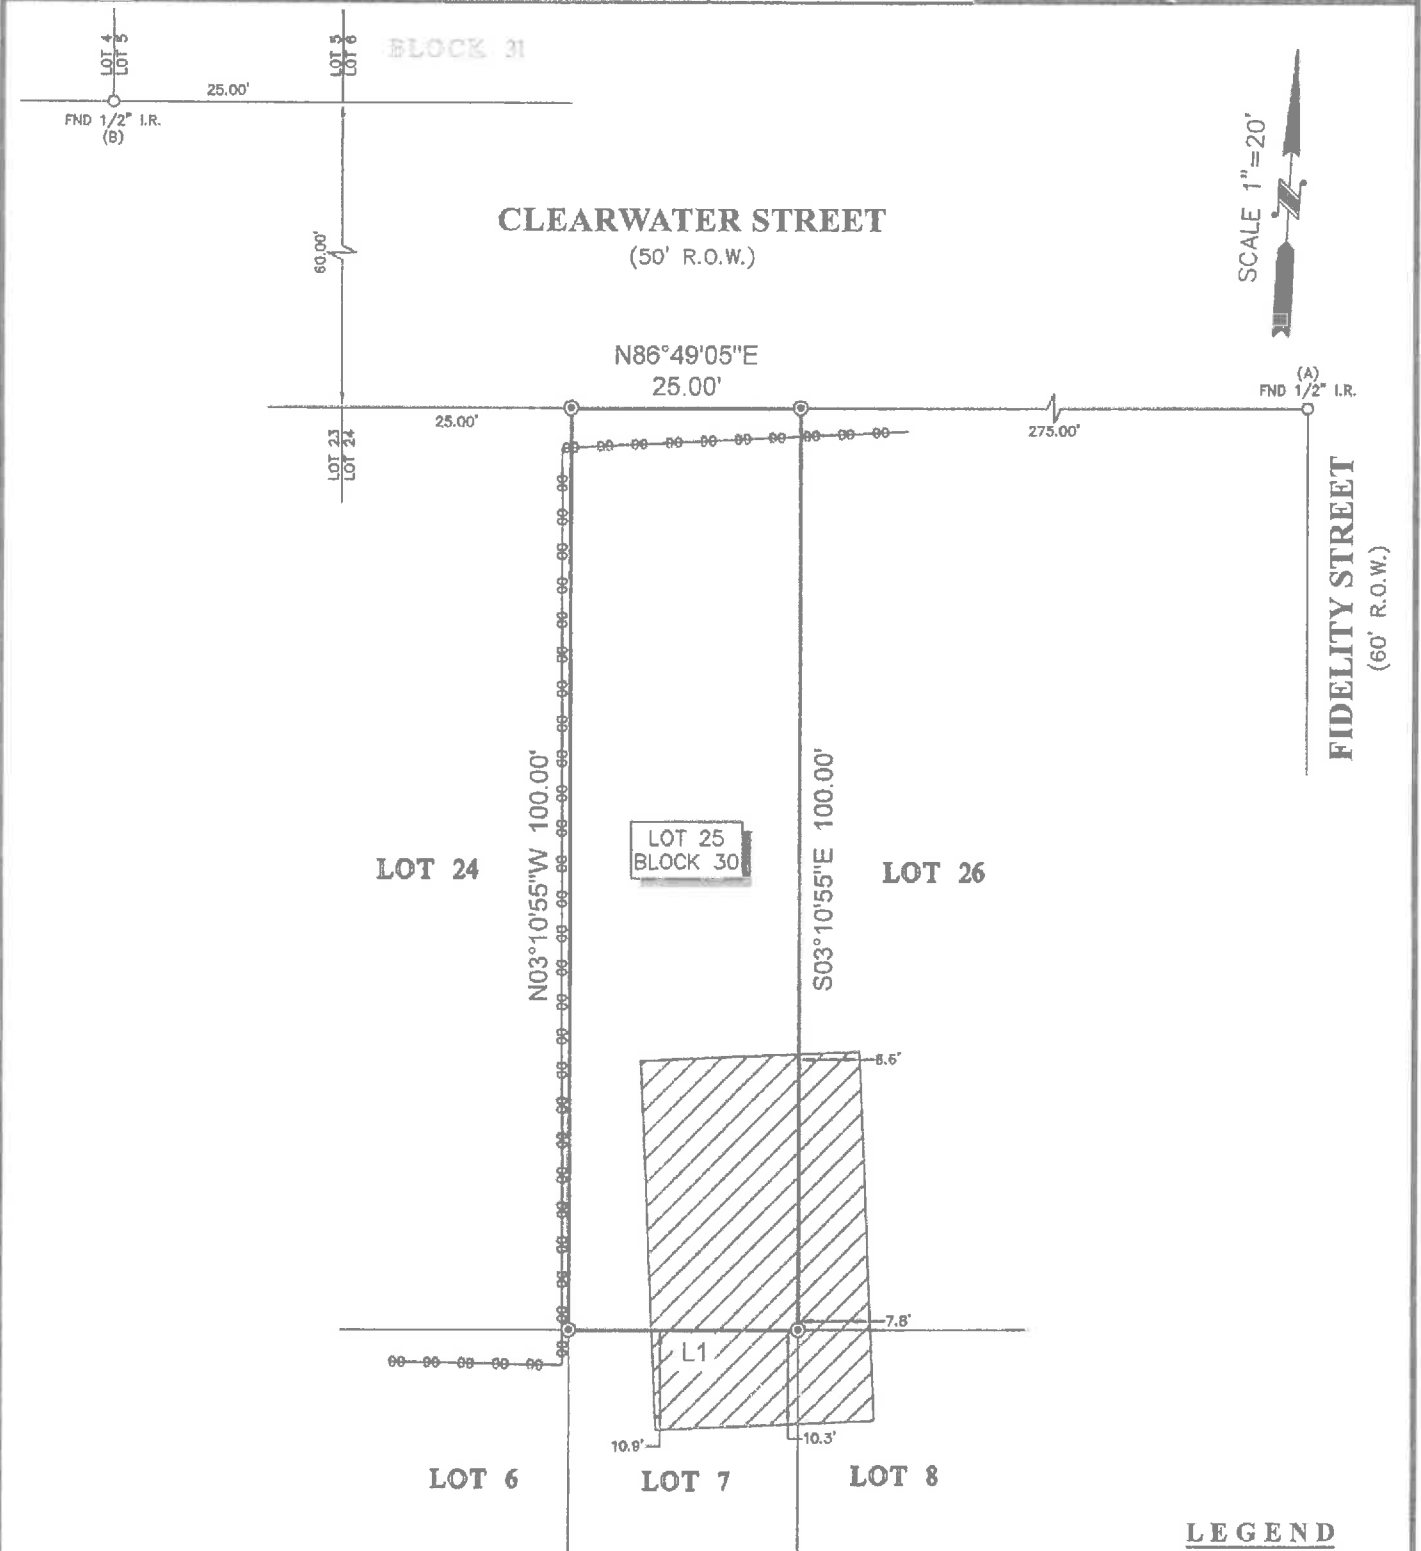 LOT 4
LOT 5
LOT 5
LOT 6
BLOCK 31
25.00'
FND 1/2" I.R.
(B)
60.00'
CLEARWATER STREET
(50' R.O.W.)
SCALE 1"=20'
N86°49'05"E
25.00'
(A)
FND 1/2" I.R.
25.00'
275.00'
LOT 23
LOT 24
FIDELITY STREET
(60' R.O.W.)
N03°10'55"W 100.00'
LOT 25
BLOCK 30
S03°10'55"E 100.00'
LOT 24
LOT 26
7.8'
L1
10.9'
10.3'
LOT 6
LOT 7
LOT 8
LEGEND